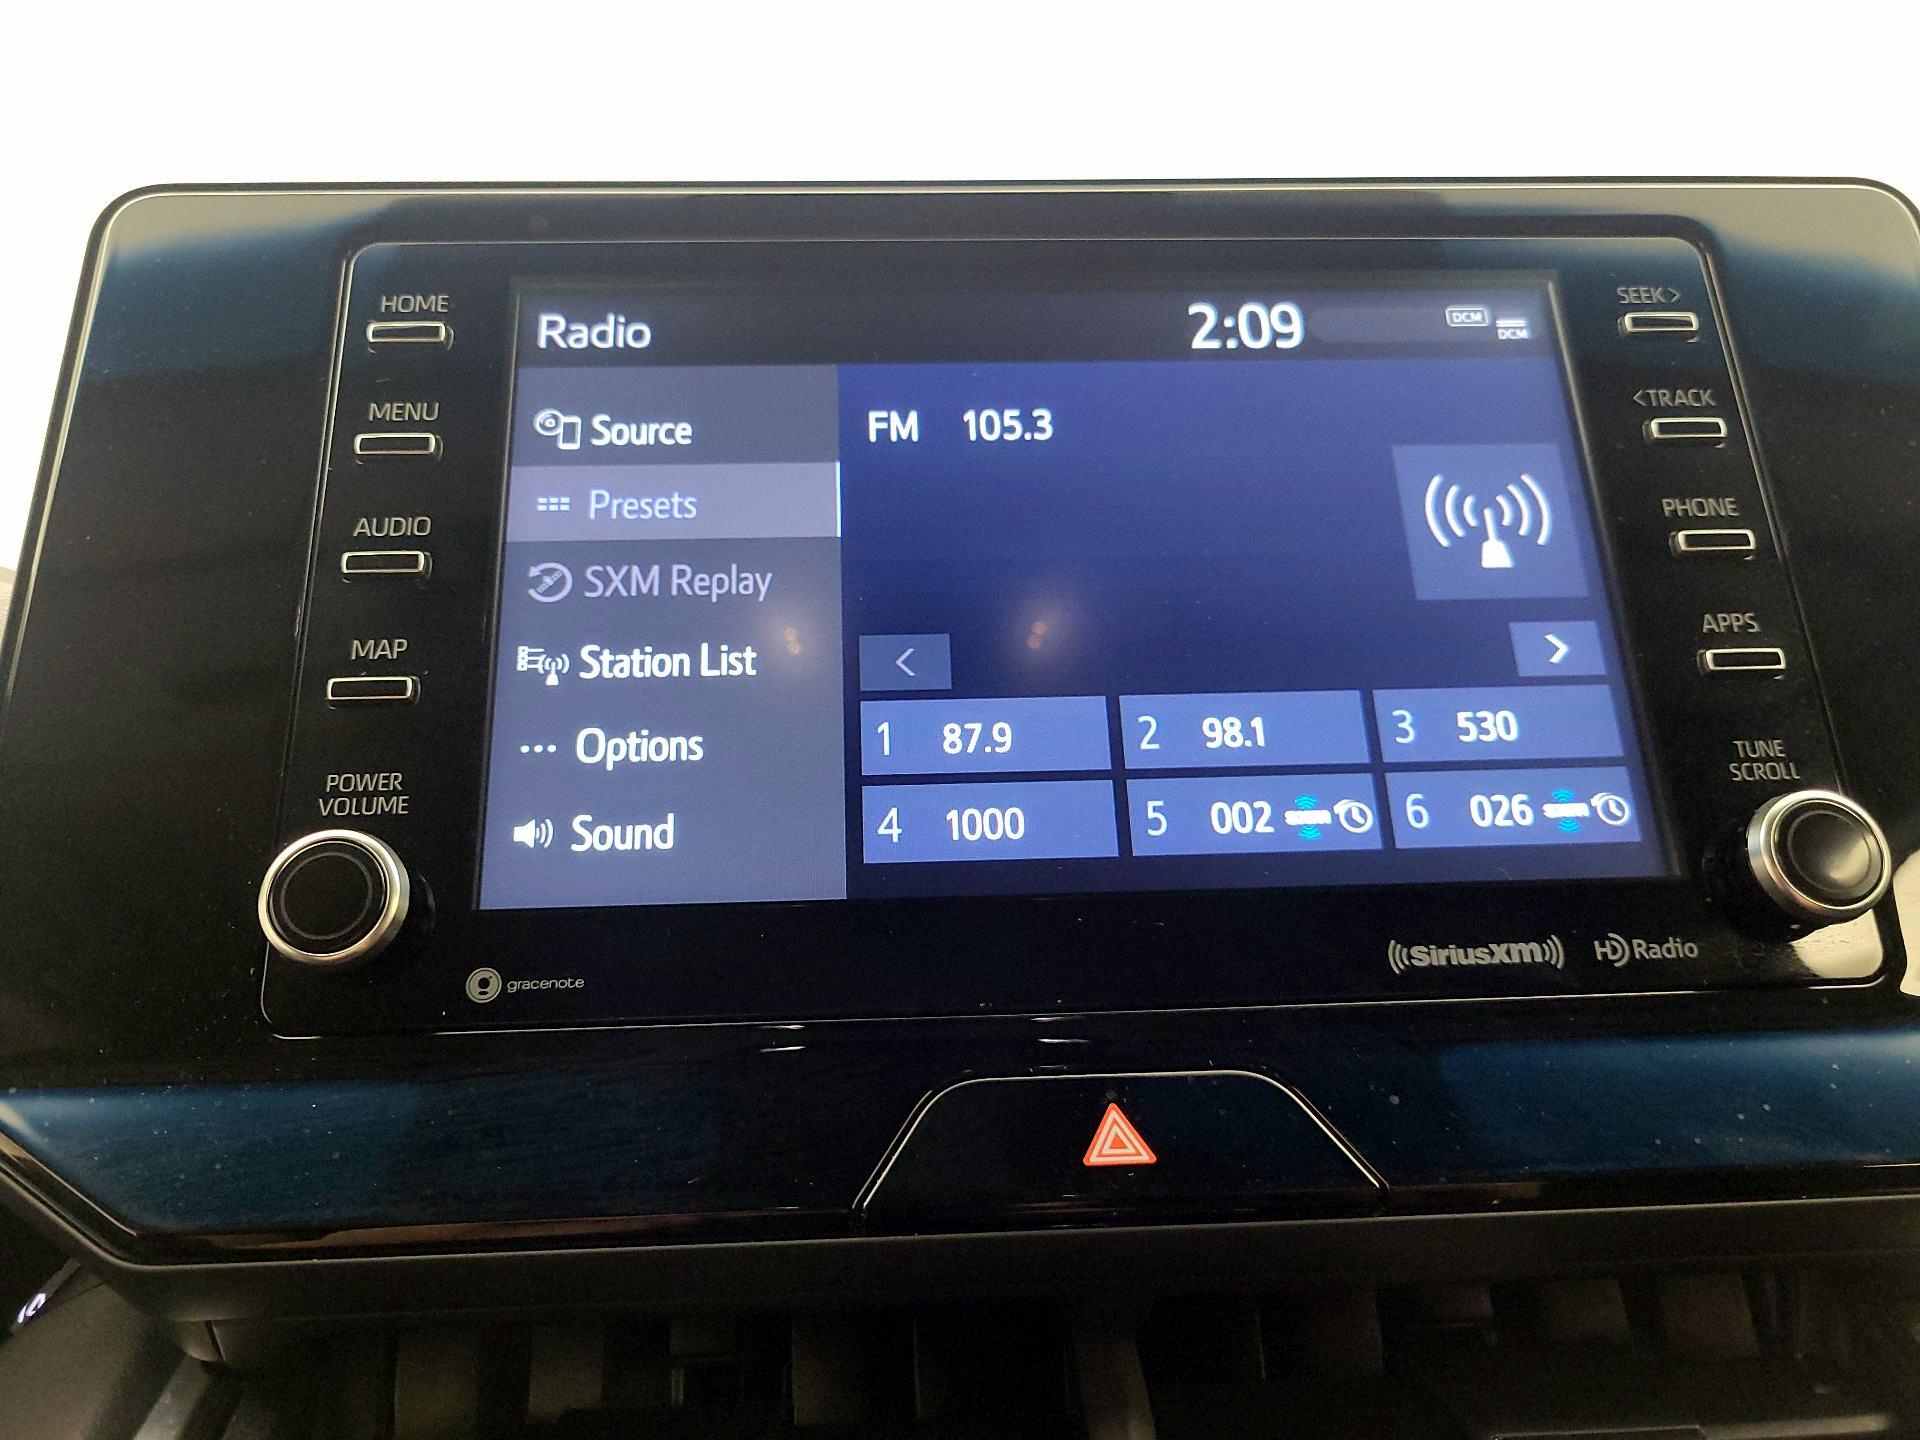 HOME
MENU
AUDIO
MAP
POWER
VOLUME
Radio
2:09
DCM
DCM
Source
Presets
SXM Replay
Station List
Options
Sound
FM 105.3
<
>
1 87.9
2 98.1
3 530
4 1000
5 002
6 026
SEEK>
<TRACK
PHONE
APPS
TUNE
SCROLL
gracenote
((SiriusXM))
HD Radio